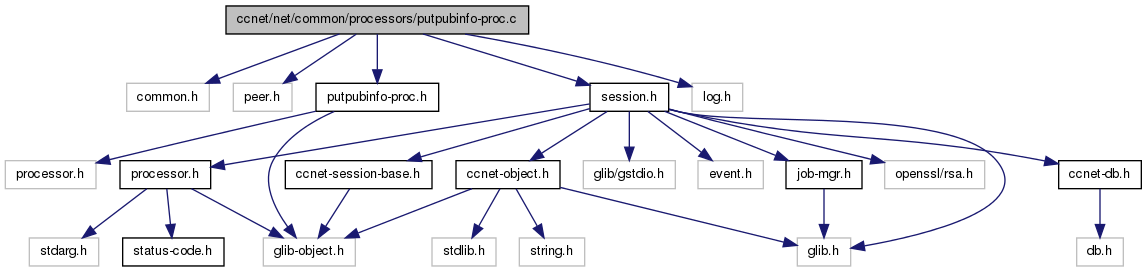 ccnet/net/common/processors/putpubinfo-proc.c
common.h
peer.h
putpubinfo-proc.h
session.h
log.h
processor.h
processor.h
ccnet-session-base.h
ccnet-object.h
glib/gstdio.h
event.h
job-mgr.h
openssl/rsa.h
ccnet-db.h
stdarg.h
status-code.h
glib-object.h
stdlib.h
string.h
glib.h
db.h